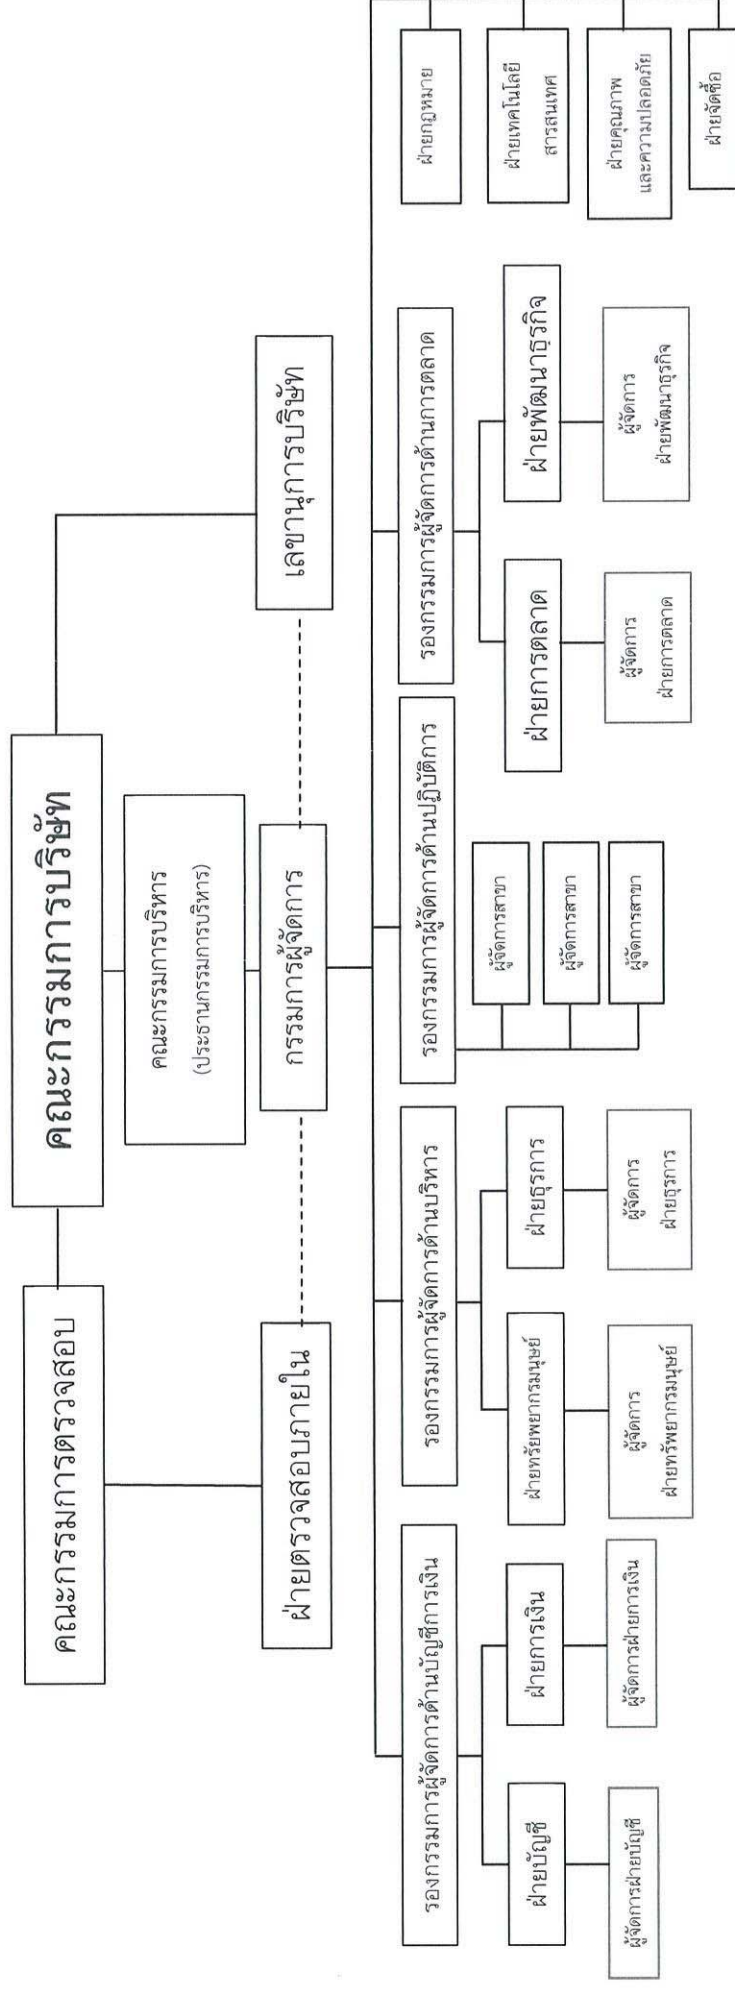 คณะกรรมการบริษัท
คณะกรรมการตรวจสอบ
คณะกรรมการบริหาร
(ประธานกรรมการบริหาร)
ฝ่ายตรวจสอบภายใน
กรรมการผู้จัดการ
เลขานุการบริษัท
รองกรรมการผู้จัดการด้านบัญชีการเงิน
รองกรรมการผู้จัดการด้านบริหาร
รองกรรมการผู้จัดการด้านปฏิบัติการ
รองกรรมการผู้จัดการด้านการตลาด
ฝ่ายกฎหมาย
ฝ่ายเทคโนโลยี
สารสนเทศ
ฝ่ายคุณภาพ
และความปลอดภัย
ฝ่ายจัดซื้อ
ฝ่ายบัญชี
ฝ่ายการเงิน
ฝ่ายทรัยพยากรมนุษย์
ฝ่ายธุรการ
ผู้จัดการสาขา
ผู้จัดการสาขา
ผู้จัดการสาขา
ฝ่ายการตลาด
ฝ่ายพัฒนาธุรกิจ
ผู้จัดการฝ่ายบัญชี
ผู้จัดการฝ่ายการเงิน
ผู้จัดการ
ฝ่ายทรัพยากรมนุษย์
ผู้จัดการ
ฝ่ายธุรการ
ผู้จัดการ
ฝ่ายการตลาด
ผู้จัดการ
ฝ่ายพัฒนาธุรกิจ